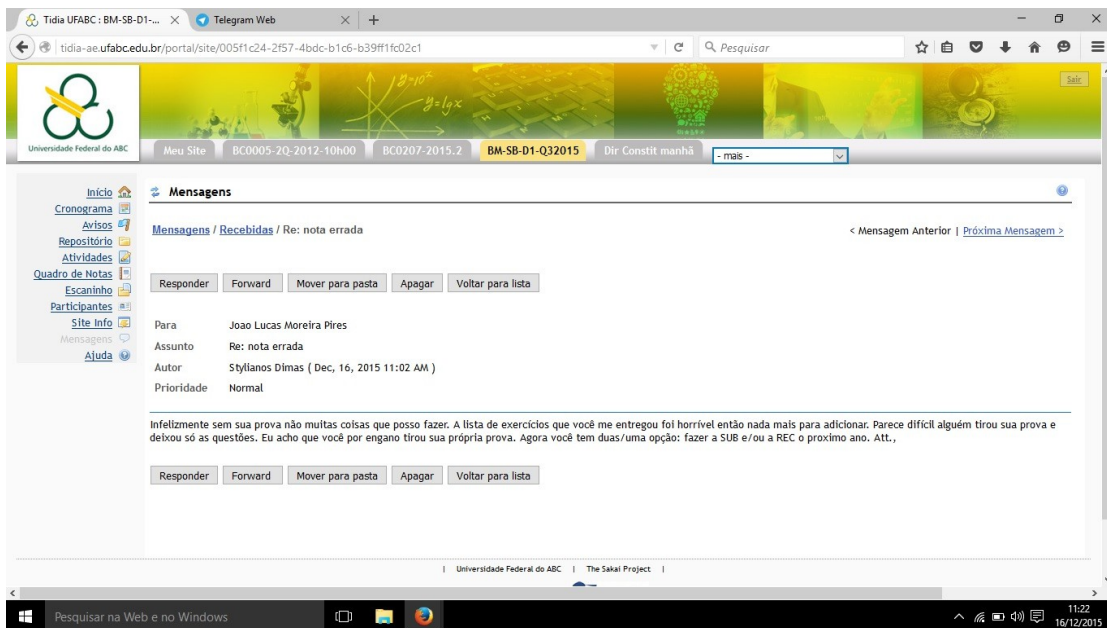 Tidia UFABC : BM-SB-D1-...
Telegram Web
tidia-ae.ufabc.edu.br/portal/site/005f1c24-2f57-4bdc-b1c6-b39ff1fc02c1
Pesquisar
Universidade Federal do ABC
18=10
y=lgx
Sair
Meu Site
BC0005-2Q-2012-10h00
BC0207-2015.2
BM-SB-D1-Q32015
Dir Constit manhã
- mais -
Início
Cronograma
Avisos
Repositório
Atividades
Quadro de Notas
Escaninho
Participantes
Site Info
Mensagens
Ajuda
Mensagens
Mensagens / Recebidas / Re: nota errada
< Mensagem Anterior | Próxima Mensagem >
Responder Forward Mover para pasta Apagar Voltar para lista
Para Joao Lucas Moreira Pires
Assunto Re: nota errada
Autor Stylianos Dimas ( Dec, 16, 2015 11:02 AM )
Prioridade Normal
Infelizmente sem sua prova não muitas coisas que posso fazer. A lista de exercícios que você me entregou foi horrível então nada mais para adicionar. Parece difícil alguém tirou sua prova e
deixou só as questões. Eu acho que você por engano tirou sua própria prova. Agora você tem duas/uma opção: fazer a SUB e/ou a REC o proximo ano. Att.,
Responder Forward Mover para pasta Apagar Voltar para lista
| Universidade Federal do ABC | The Sakai Project |
Pesquisar na Web e no Windows
11:22
16/12/2015